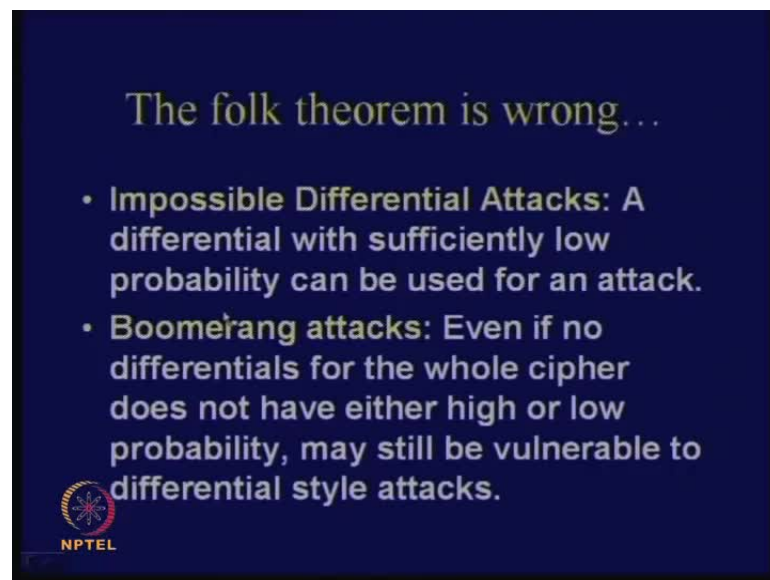 The folk theorem is wrong...
• Impossible Differential Attacks: A
differential with sufficiently low
probability can be used for an attack.
• Boomerang attacks: Even if no
differentials for the whole cipher
does not have either high or low
probability, may still be vulnerable to
differential style attacks.
NPTEL